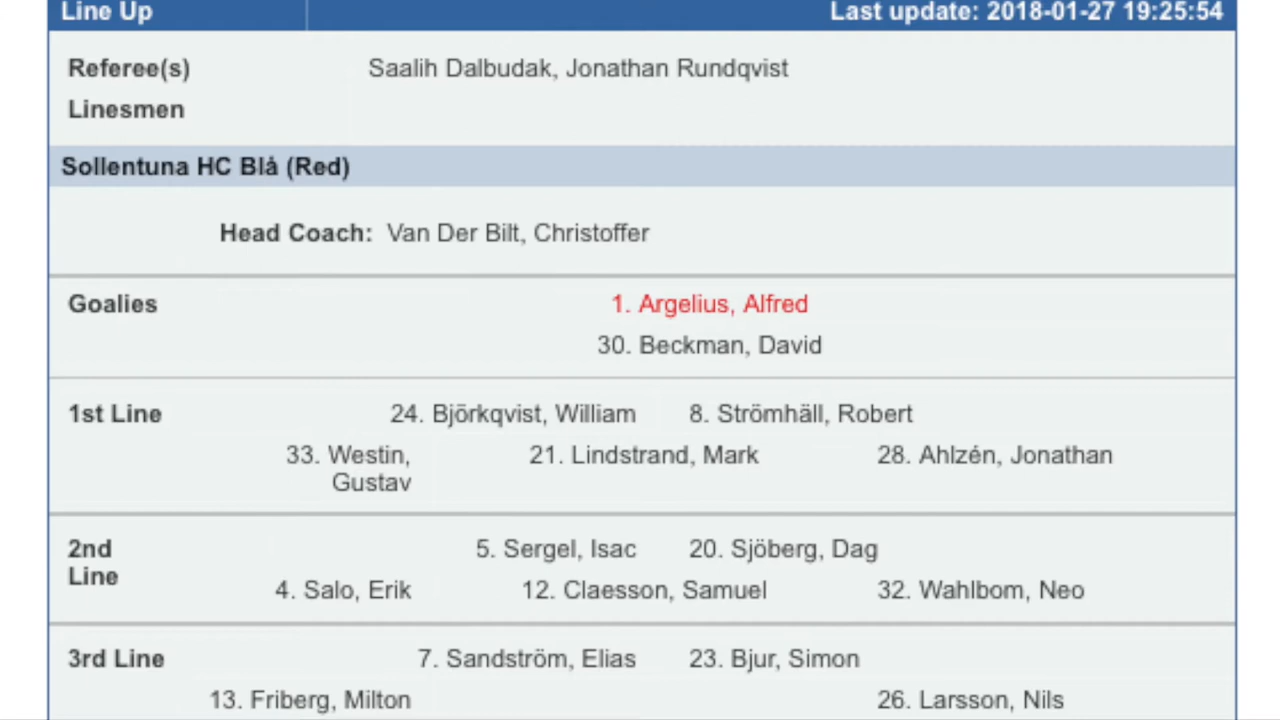 Line Up Last update: 2018-01-27 19:25:54
Referee(s) Saalih Dalbudak, Jonathan Rundqvist
Linesmen
Sollentuna HC Blå (Red)
Head Coach: Van Der Bilt, Christoffer
Goalies 1. Argelius, Alfred
30. Beckman, David
1st Line 24. Björkqvist, William 8. Strömhäll, Robert
33. Westin, 21. Lindstrand, Mark 28. Ahlzén, Jonathan
Gustav
2nd 5. Sergel, Isac 20. Sjöberg, Dag
Line
4. Salo, Erik 12. Claesson, Samuel 32. Wahlbom, Neo
3rd Line 7. Sandström, Elias 23. Bjur, Simon
13. Friberg, Milton 26. Larsson, Nils